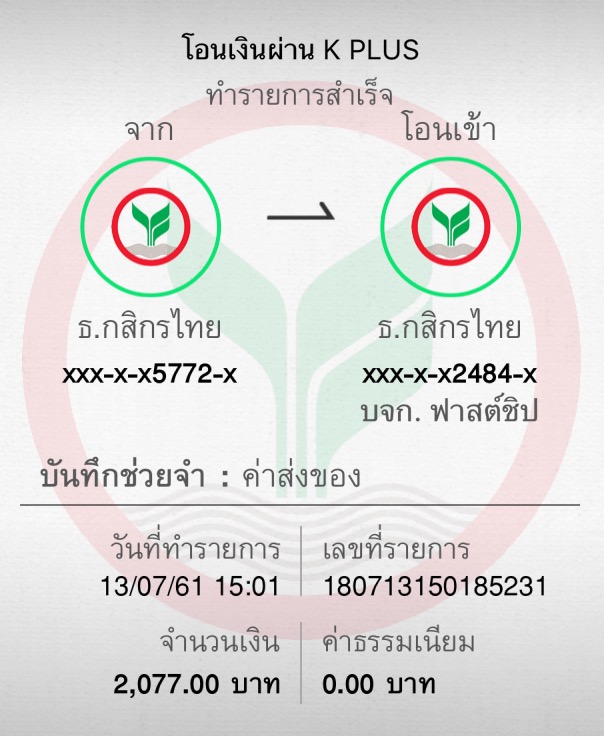 โอนเงินผ่าน K PLUS
ทำรายการสำเร็จ
จาก
โอนเข้า
ธ.กสิกรไทย
ธ.กสิกรไทย
xxx-x-x5772-x
xxx-x-x2484-x
บจก. ฟาสต์ชิป
บันทึกช่วยจำ : ค่าส่งของ
วันที่ทำรายการ
เลขที่รายการ
13/07/61 15:01
180713150185231
จำนวนเงิน
ค่าธรรมเนียม
2,077.00 บาท
0.00 บาท